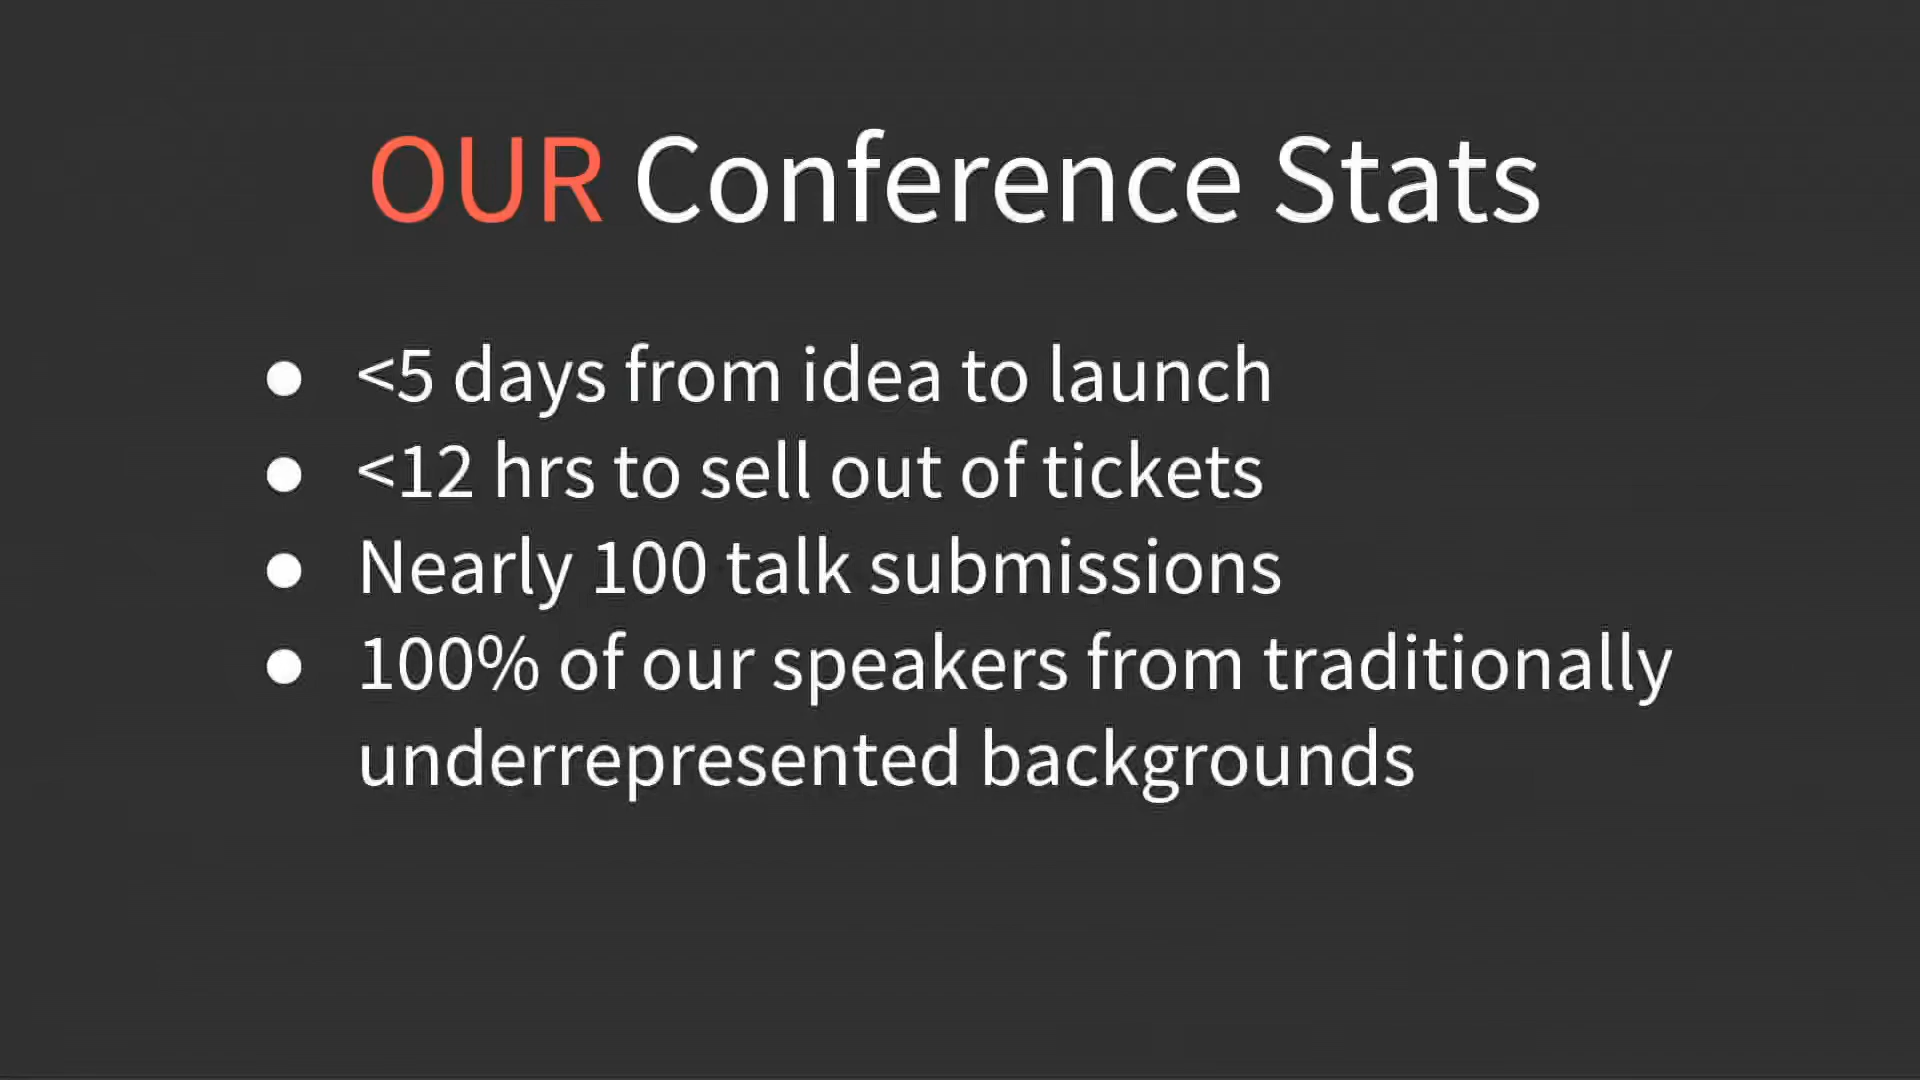 OUR Conference Stats
● <5 days from idea to launch
● <12 hrs to sell out of tickets
● Nearly 100 talk submissions
● 100% of our speakers from traditionally
underrepresented backgrounds